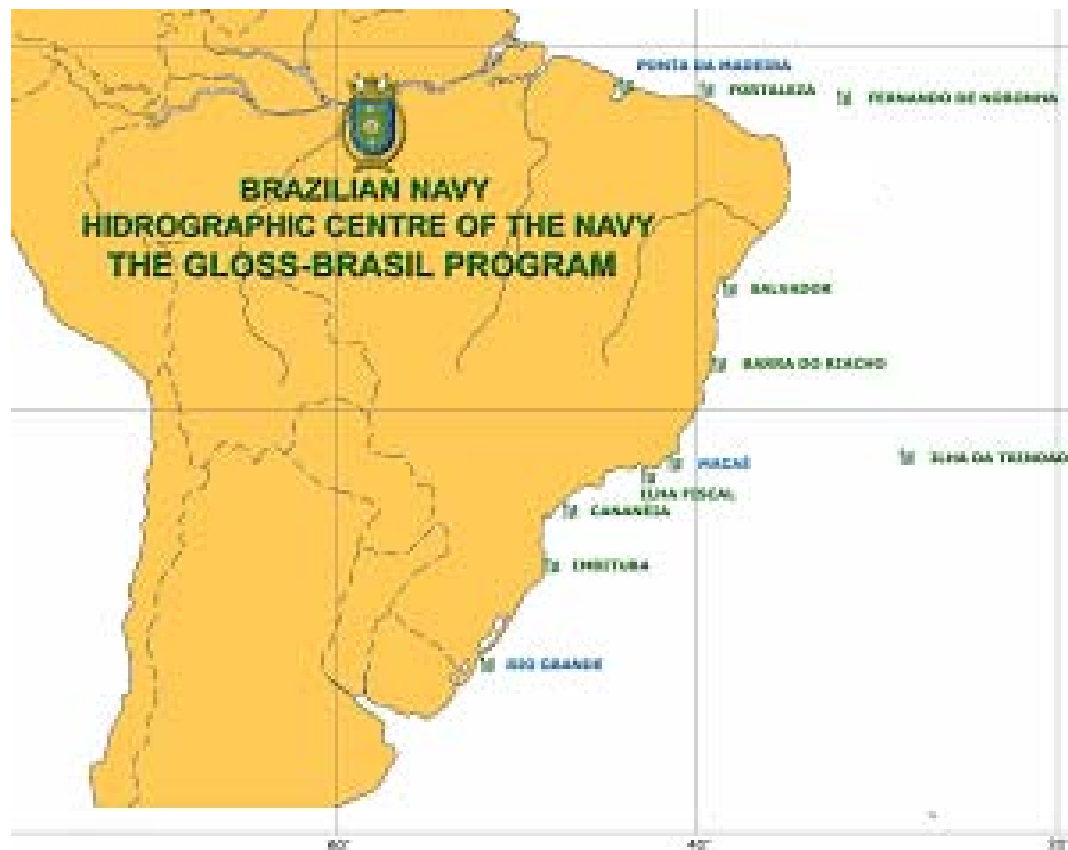 PONTA DA MADEIRA
FORTALEZA
FERNANDO DE NORONHA
BRAZILIAN NAVY
HIDROGRAPHIC CENTRE OF THE NAVY
THE GLOSS-BRASIL PROGRAM
SALVADOR
BARRA DO RIACHO
ILHA DA TRINDAD
MACAÉ
ILHA FISCAL
CANANÉIA
IMBITUBA
RIO GRANDE
60° 40°